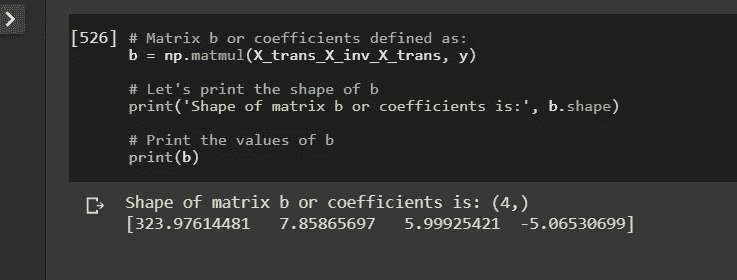 [526] # Matrix b or coefficients defined as:
b = np.matmul(X_trans_X_inv_X_trans, y)
# Let's print the shape of b
print('Shape of matrix b or coefficients is:', b.shape)
# Print the values of b
print(b)
Shape of matrix b or coefficients is: (4,)
[323.97614481 7.85865697 5.99925421 -5.06530699]